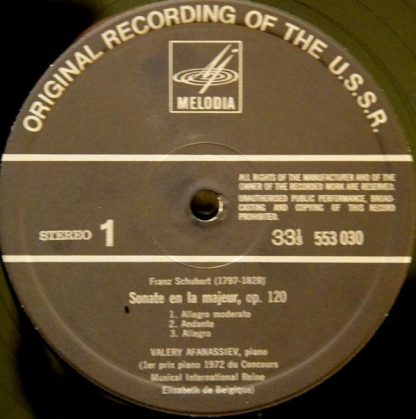 ORIGINAL RECORDING OF THE U.S.S.R.
MELODIA
ALL RIGHTS OF THE MANUFACTURER AND OF THE
OWNER OF THE RECORDED WORK ARE RESERVED.
UNAUTHORISED PUBLIC PERFORMANCE, BROAD-
CASTING AND COPYING OF THIS RECORD
PROHIBITED.
STEREO 1
33⅓ 553 030
Franz Schubert (1797-1828)
Sonate en la majeur, op. 120
1. Allegro moderato
2. Andante
3. Allegro
VALERY AFANASSIEV, piano
(1er prix piano 1972 du Concours
Musical International Reine
Elisabeth de Belgique)